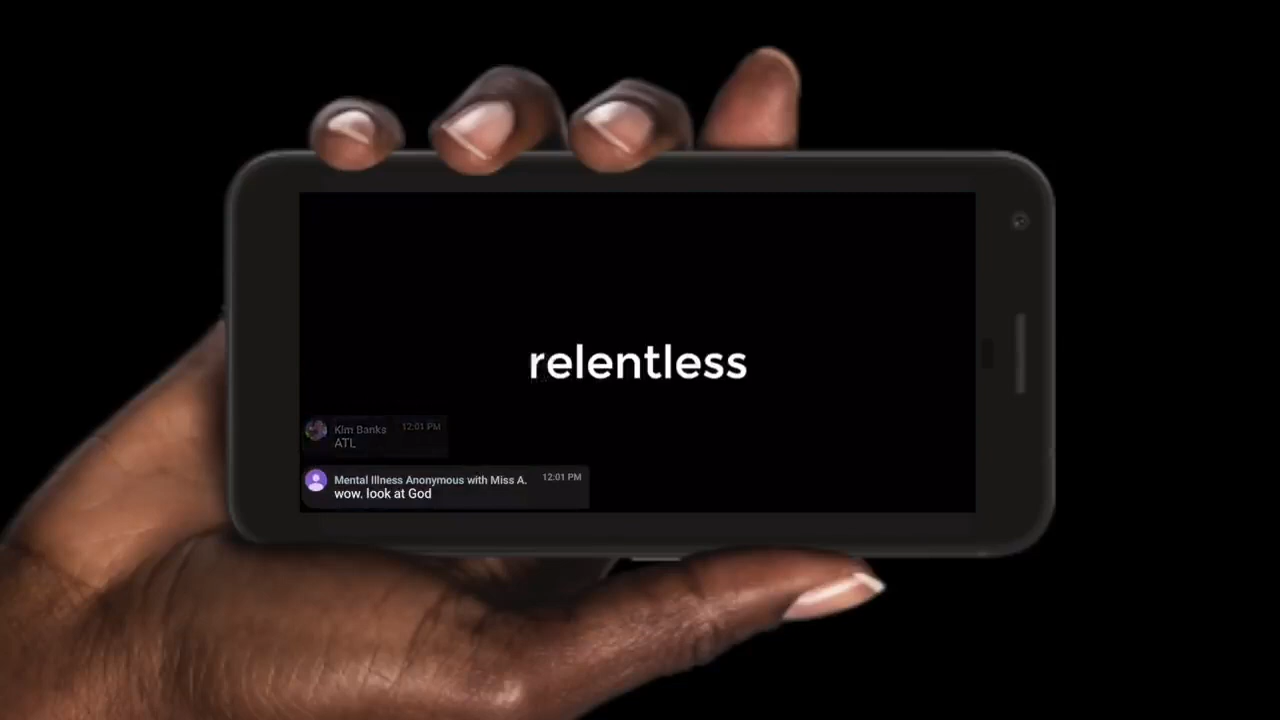 relentless
Kim Banks 12:01 PM
ATL
Mental Illness Anonymous with Miss A. 12:01 PM
wow. look at God